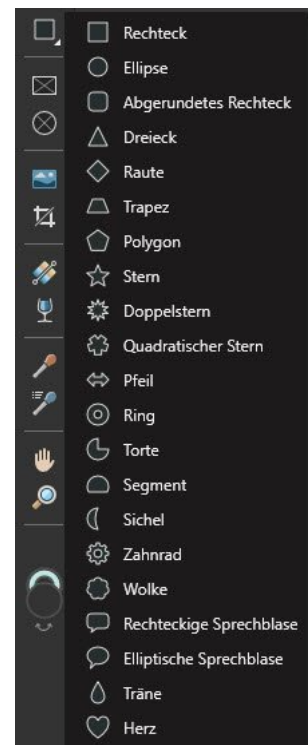 Rechteck
Ellipse
Abgerundetes Rechteck
Dreieck
Raute
Trapez
Polygon
Stern
Doppelstern
Quadratischer Stern
Pfeil
Ring
Torte
Segment
Sichel
Zahnrad
Wolke
Rechteckige Sprechblase
Elliptische Sprechblase
Träne
Herz